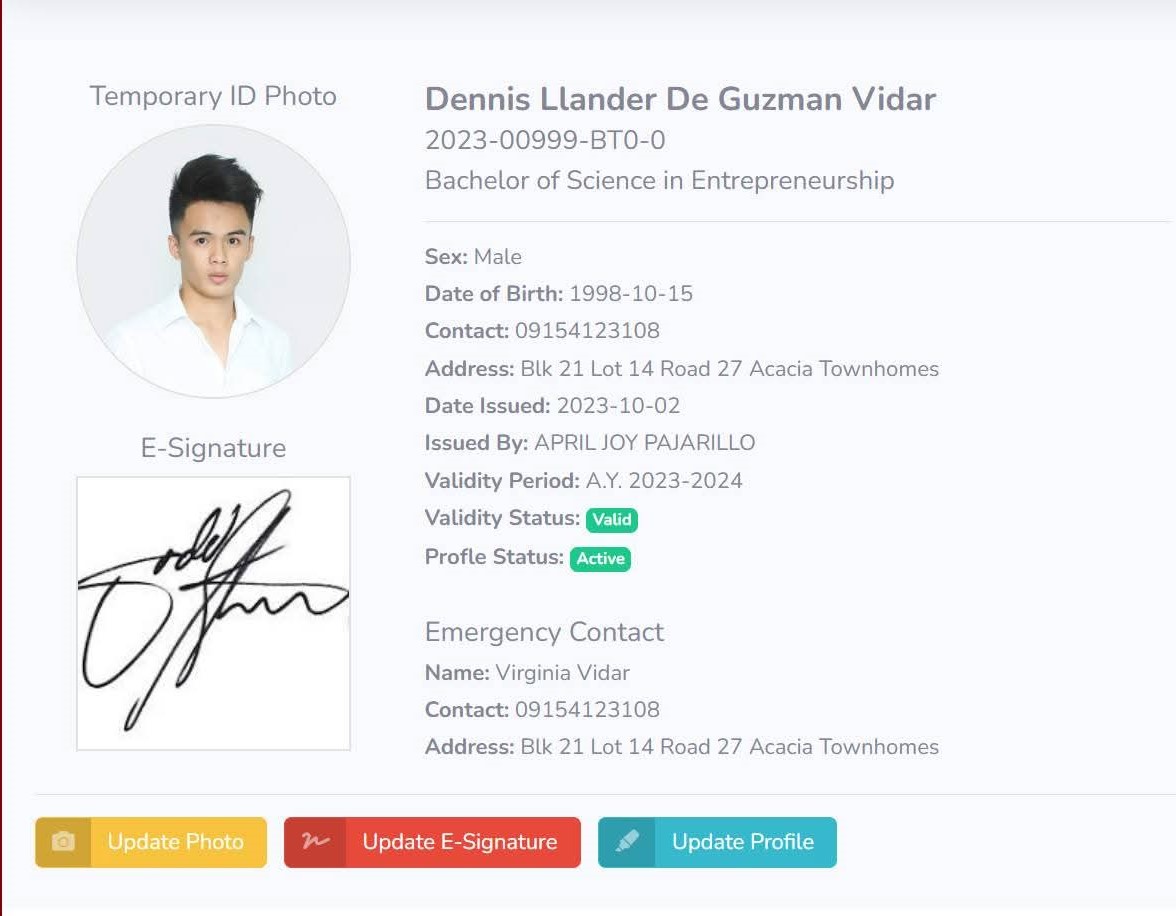 Temporary ID Photo
E-Signature
Dennis Llander De Guzman Vidar
2023-00999-BT0-0
Bachelor of Science in Entrepreneurship
Sex: Male
Date of Birth: 1998-10-15
Contact: 09154123108
Address: Blk 21 Lot 14 Road 27 Acacia Townhomes
Date Issued: 2023-10-02
Issued By: APRIL JOY PAJARILLO
Validity Period: A.Y. 2023-2024
Validity Status: Valid
Profle Status: Active
Emergency Contact
Name: Virginia Vidar
Contact: 09154123108
Address: Blk 21 Lot 14 Road 27 Acacia Townhomes
Update Photo
Update E-Signature
Update Profile